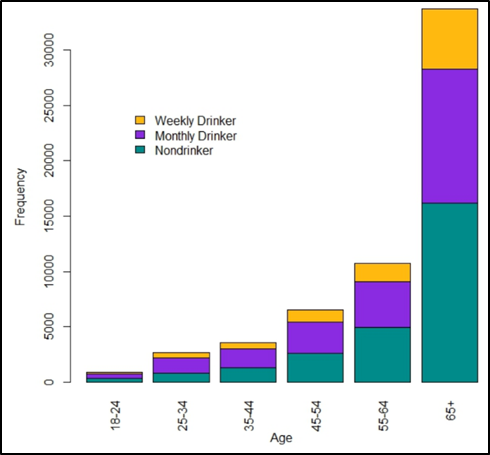 30000
25000
20000
15000
10000
5000
0
Frequency
Weekly Drinker
Monthly Drinker
Nondrinker
18-24
25-34
35-44
45-54
55-64
65+
Age